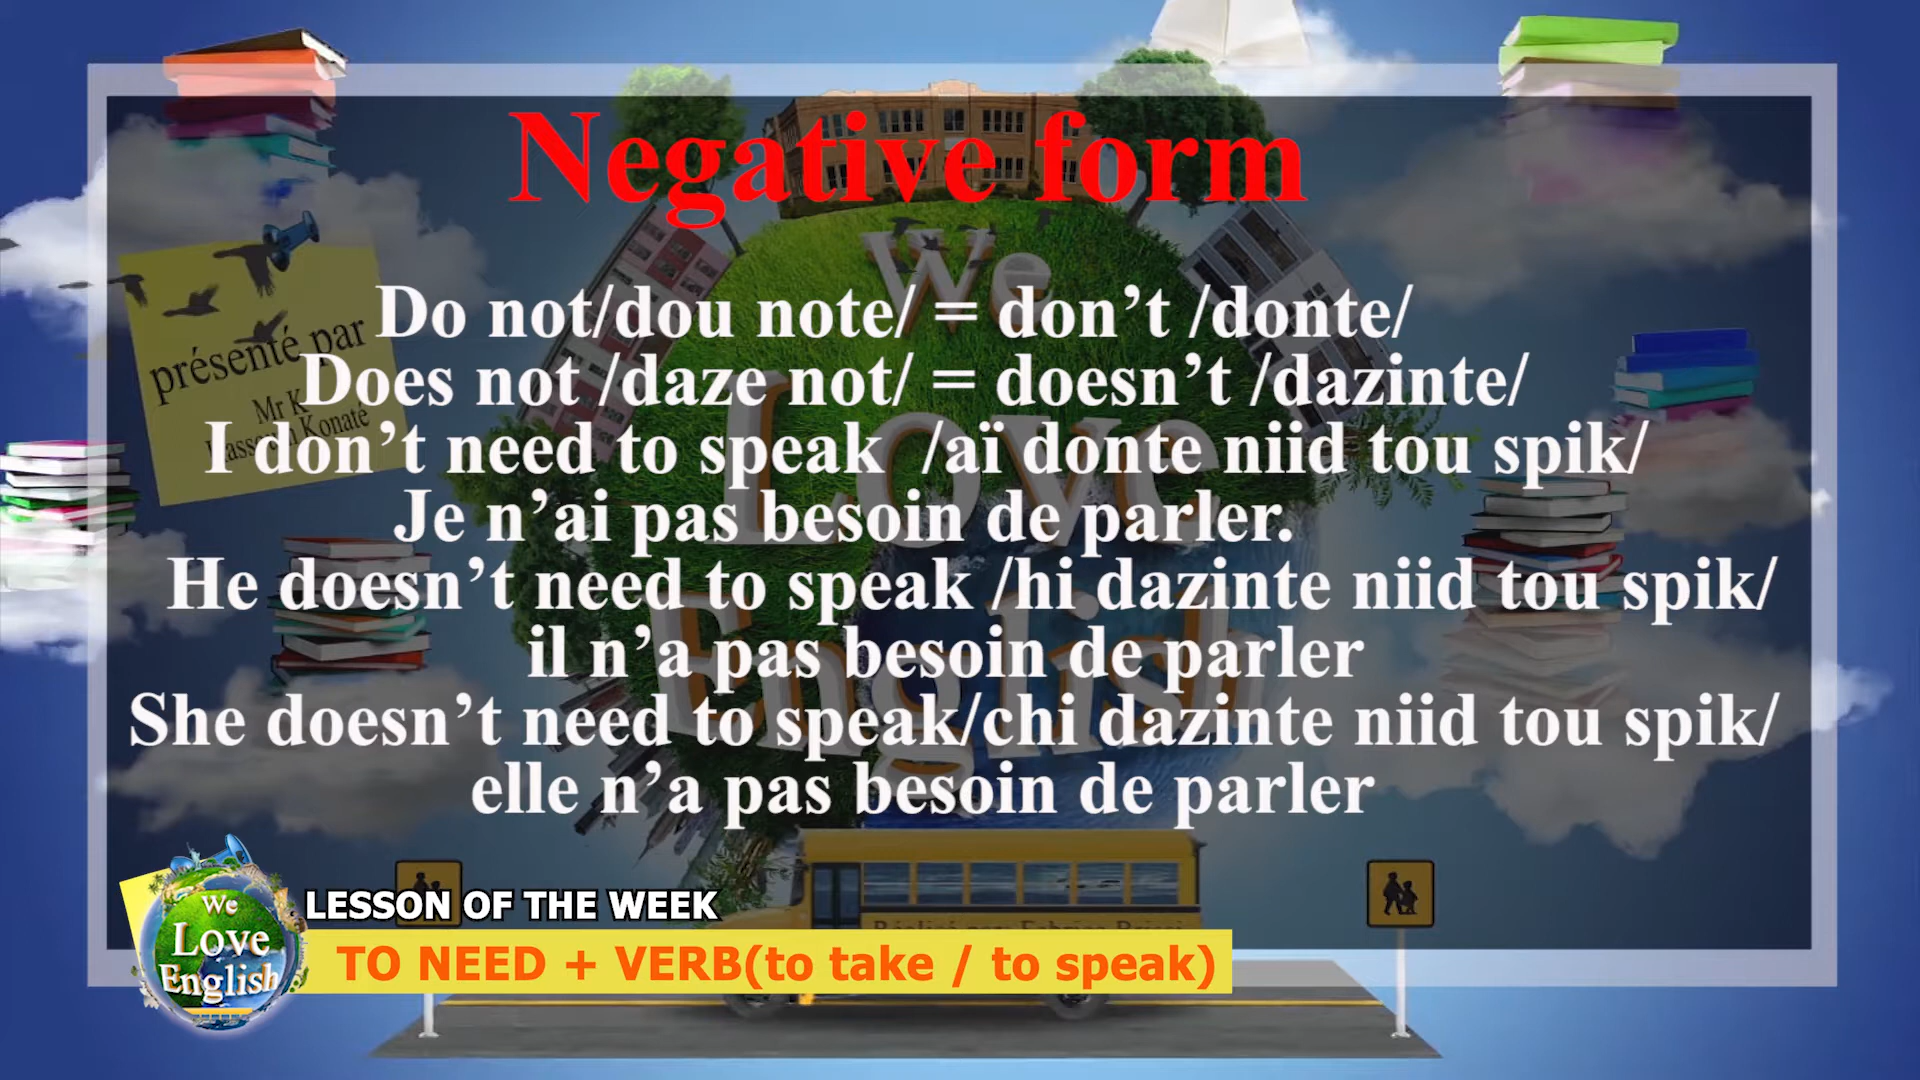 Negative form
We
Love
English
présenté par
Mr K
Konaté
Do not/dou note/ = don’t /donte/
Does not /daze not/ = doesn’t /dazinte/
I don’t need to speak /aï donte niid tou spik/
Je n’ai pas besoin de parler.
He doesn’t need to speak /hi dazinte niid tou spik/
il n’a pas besoin de parler
She doesn’t need to speak/chi dazinte niid tou spik/
elle n’a pas besoin de parler
We
Love
English
LESSON OF THE WEEK
TO NEED + VERB(to take / to speak)